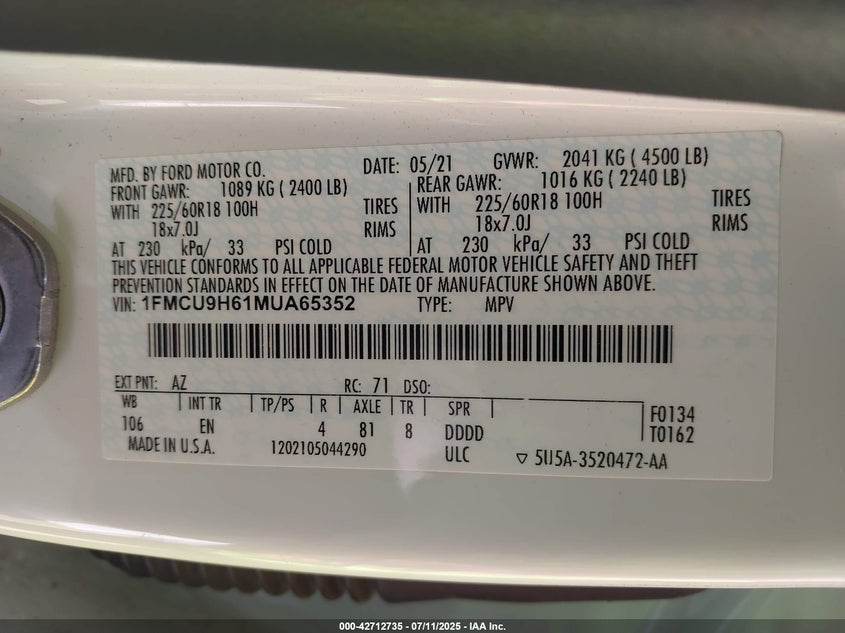 MFD. BY FORD MOTOR CO. DATE: 05/21 GVWR: 2041 KG ( 4500 LB)
FRONT GAWR: 1089 KG ( 2400 LB) REAR GAWR: 1016 KG ( 2240 LB)
WITH 225/60R18 100H TIRES WITH 225/60R18 100H TIRES
18x7.0J RIMS 18x7.0J RIMS
AT 230 kPa/ 33 PSI COLD AT 230 kPa/ 33 PSI COLD
THIS VEHICLE CONFORMS TO ALL APPLICABLE FEDERAL MOTOR VEHICLE SAFETY AND THEFT
PREVENTION STANDARDS IN EFFECT ON THE DATE OF MANUFACTURE SHOWN ABOVE.
VIN: 1FMCU9H61MUA65352 TYPE: MPV
EXT PNT: AZ RC: 71 DSO:
WB INT TR TP/PS R AXLE TR SPR F0134
106 EN 4 81 8 DDDD T0162
MADE IN U.S.A. 1202105044290 ULC ▽ 5U5A-3520472-AA
000-42712735 - 07/11/2025 - IAA Inc.